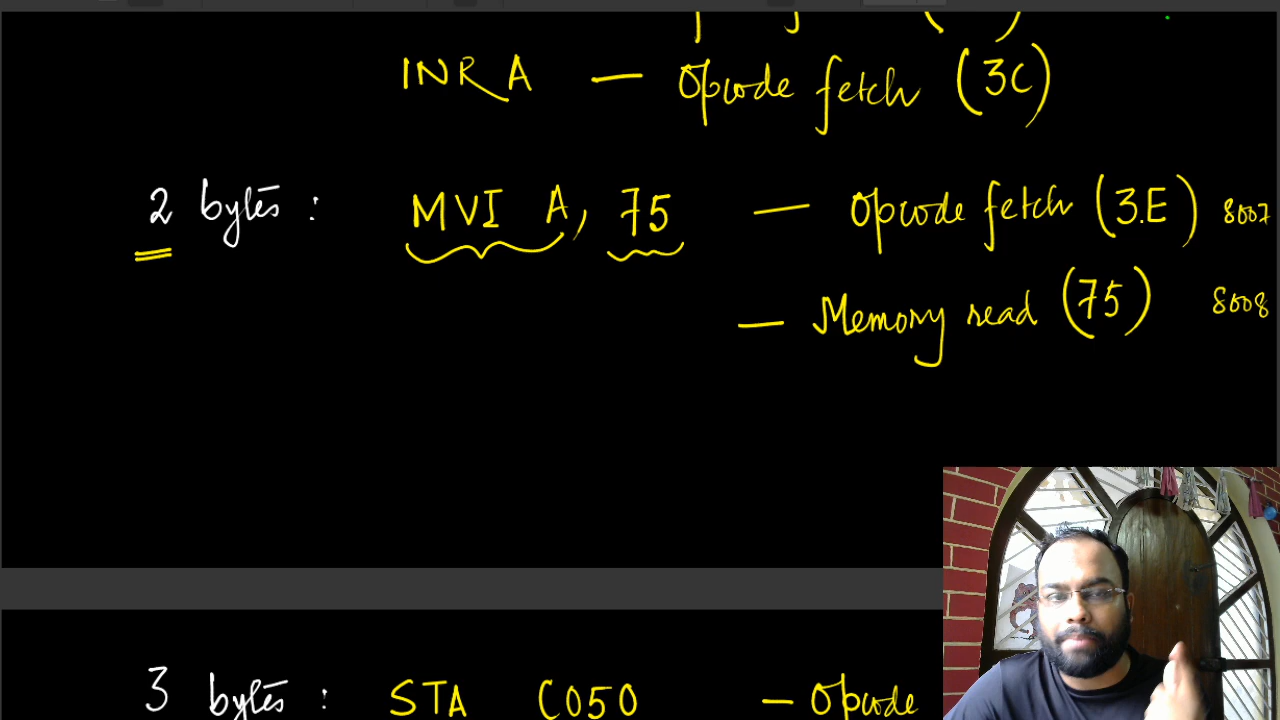 INR A — Opcode fetch (3C)
2 bytes : MVI A, 75 — Opcode fetch (3.E) 8007
— Memory read (75) 8008
3 bytes : STA C050 — Opcode